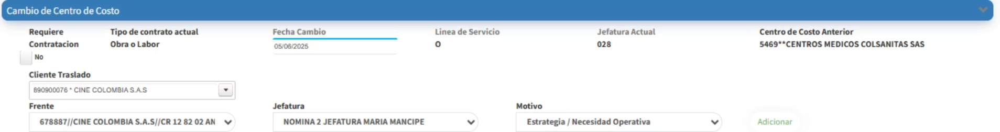 Cambio de Centro de Costo
Requiere Contratacion
No
Tipo de contrato actual
Obra o Labor
Fecha Cambio
05/06/2025
Linea de Servicio
O
Jefatura Actual
028
Centro de Costo Anterior
5469**CENTROS MEDICOS COLSANITAS SAS
Cliente Traslado
890900076 * CINE COLOMBIA S.A.S
Frente
678887//CINE COLOMBIA S.A.S//CR 12 82 02 AN
Jefatura
NOMINA 2 JEFATURA MARIA MANCIPE
Motivo
Estrategia / Necesidad Operativa
Adicionar